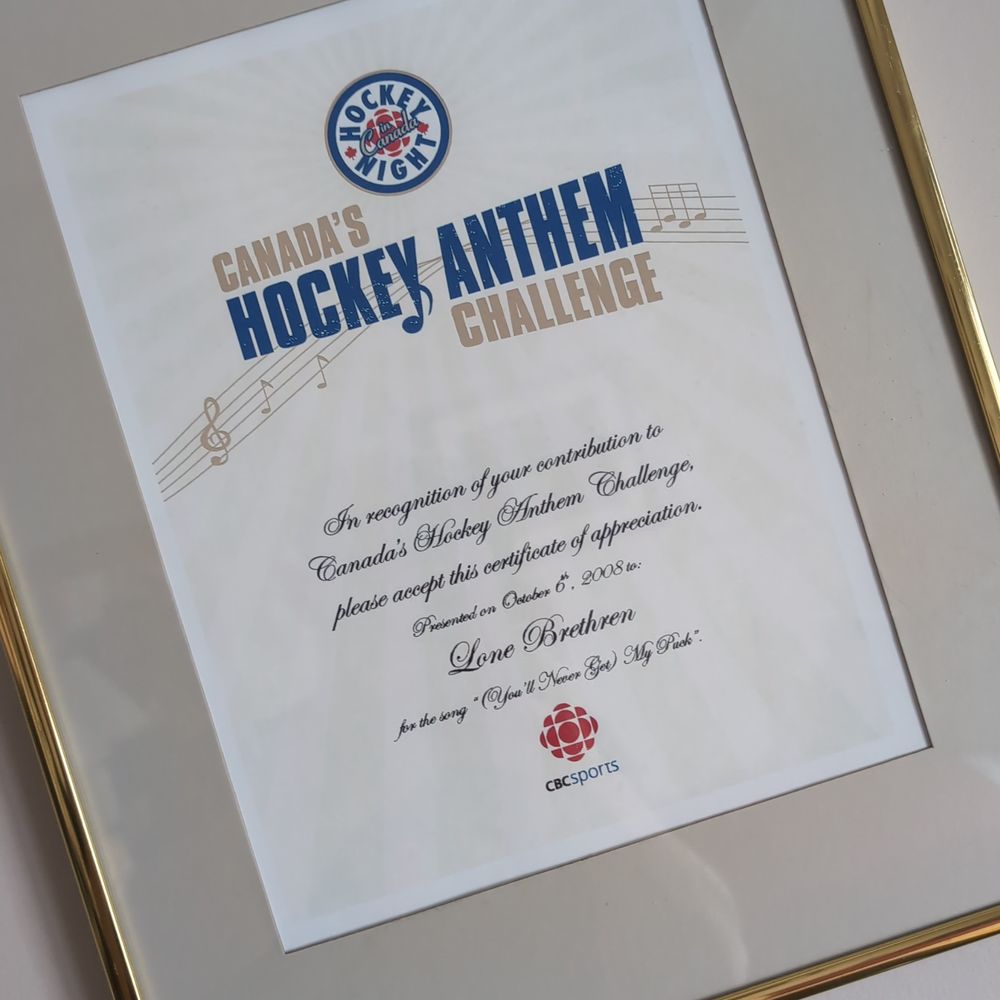 HOCKEY
in
Canada
NIGHT
CANADA'S
HOCKEY ANTHEM
CHALLENGE
In recognition of your contribution to
Canada's Hockey Anthem Challenge,
please accept this certificate of appreciation.
Presented on October 6th, 2008 to:
Lone Brethren
for the song "(You'll Never Get) My Puck".
CBCsports